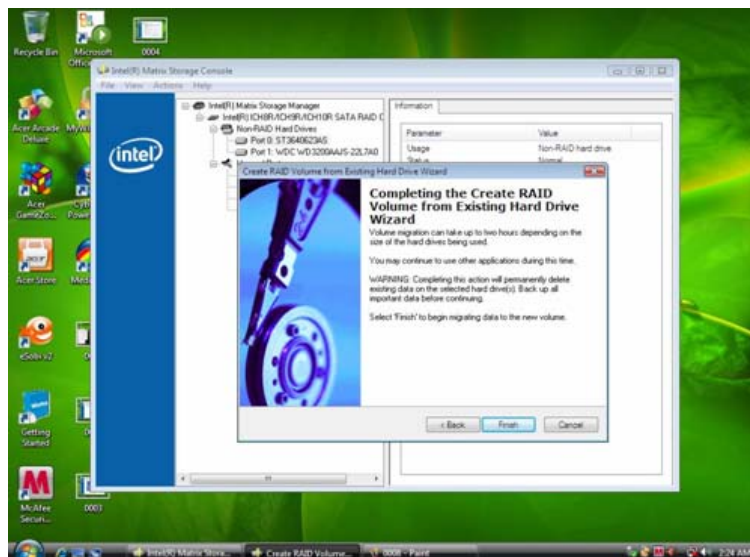 Recycle Bin
Microsoft
Office
0004
Intel(R) Matrix Storage Console
File View Actions Help
Intel(R) Matrix Storage Manager
Intel(R) ICH8R/ICH9R/ICH10R SATA RAID C
Non-RAID Hard Drives
Port 0: ST3640623AS
Port 1: WDC WD3200AAJS-22L7A0
Information
Parameter
Value
Usage
Non-RAID hard drive
Status
Normal
intel
Create RAID Volume from Existing Hard Drive Wizard
Completing the Create RAID
Volume from Existing Hard Drive
Wizard
Volume migration can take up to two hours depending on the
size of the hard drives being used.
You may continue to use other applications during this time.
WARNING: Completing this action will permanently delete
existing data on the selected hard drive(s). Back up all
important data before continuing.
Select 'Finish' to begin migrating data to the new volume.
< Back
Finish
Cancel
Acer Arcade
Deluxe
Acer
GameZo...
Acer Store
acer
eSobi v2
Getting
Started
McAfee
Securi...
0003
Intel(R) Matrix Stora...
Create RAID Volume...
0008 - Paint
2:24 AM